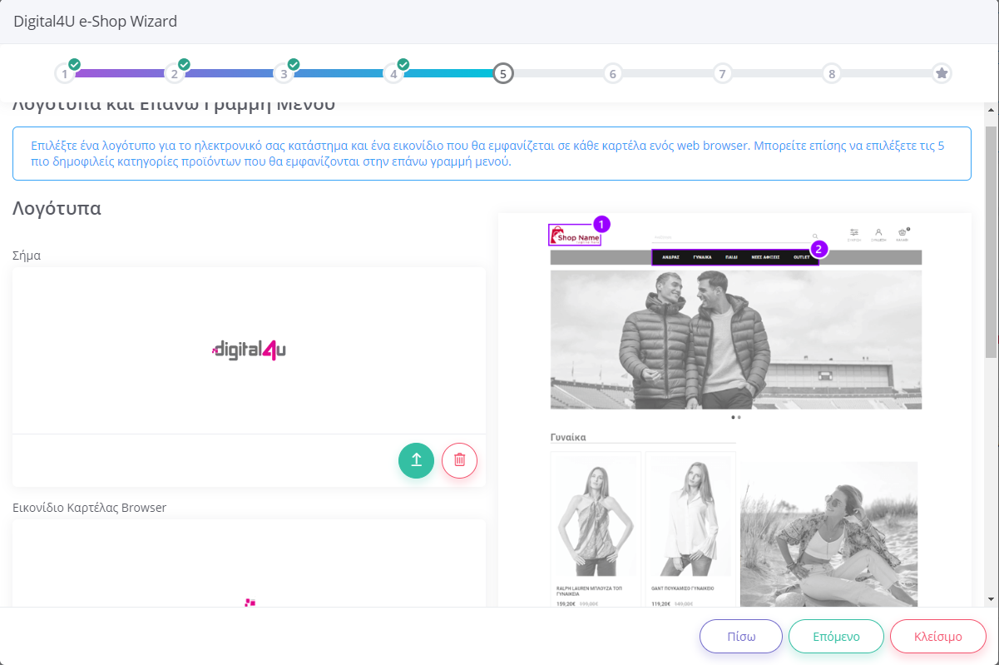 Digital4U e-Shop Wizard
1 2 3 4 5 6 7 8
Λογότυπα και Επάνω Γραμμή Μενού
Επιλέξτε ένα λογότυπο για το ηλεκτρονικό σας κατάστημα και ένα εικονίδιο που θα εμφανίζεται σε κάθε καρτέλα ενός web browser. Μπορείτε επίσης να επιλέξετε τις 5
πιο δημοφιλείς κατηγορίες προϊόντων που θα εμφανίζονται στην επάνω γραμμή μενού.
Λογότυπα
Σήμα
digital4u
Εικονίδιο Καρτέλας Browser
1
Shop Name
2
ΑΝΔΡΑΣ ΓΥΝΑΙΚΑ ΠΑΙΔΙ ΝΕΕΣ ΑΦΙΞΕΙΣ OUTLET
Γυναίκα
RALPH LAUREN ΜΠΛΟΥΖΑ ΤΟΠ
ΓΥΝΑΙΚΕΙΑ
159,20€ 199,00€
GANT ΠΟΥΚΑΜΙΣΟ ΓΥΝΑΙΚΕΙΟ
119,20€ 149,00€
Πίσω
Επόμενο
Κλείσιμο